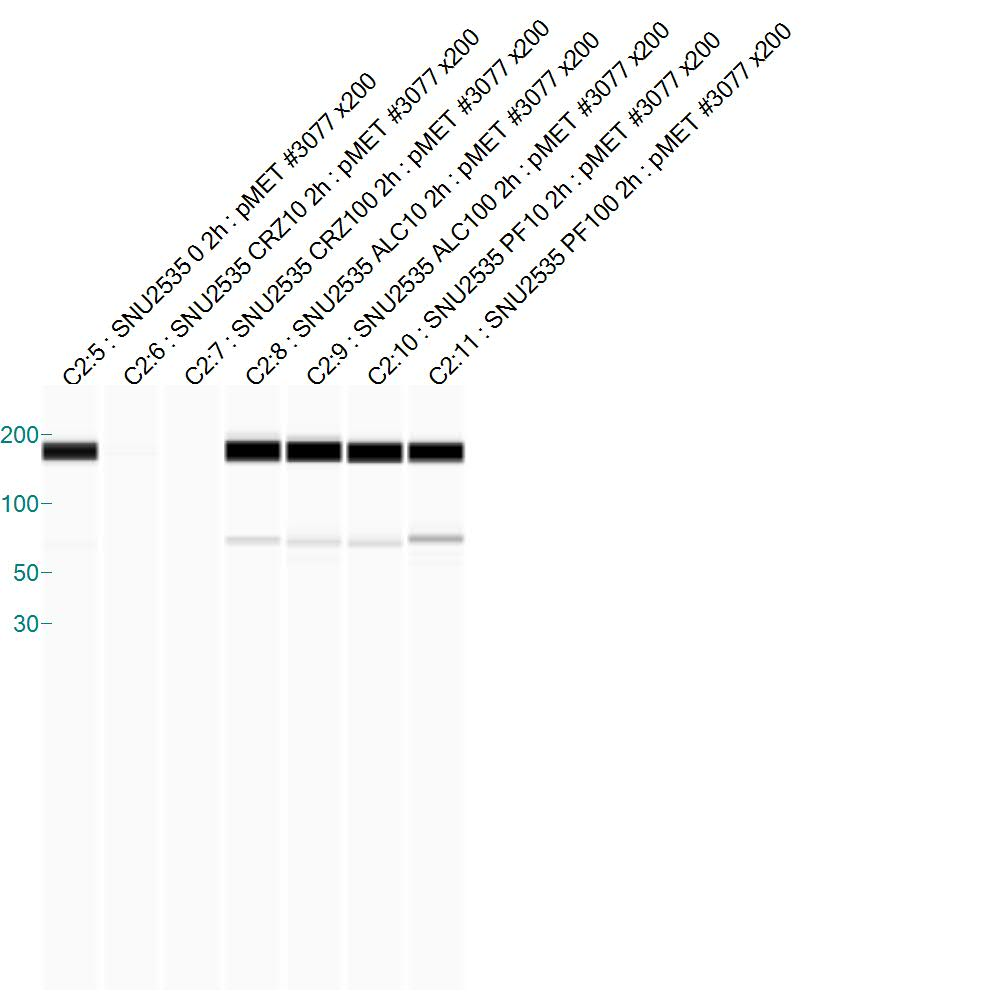 C2:5 : SNU2535 0 2h : pMET #3077 x200
C2:6 : SNU2535 CRZ10 2h : pMET #3077 x200
C2:7 : SNU2535 CRZ100 2h : pMET #3077 x200
C2:8 : SNU2535 ALC10 2h : pMET #3077 x200
C2:9 : SNU2535 ALC100 2h : pMET #3077 x200
C2:10 : SNU2535 PF10 2h : pMET #3077 x200
C2:11 : SNU2535 PF100 2h : pMET #3077 x200
200
100
50
30